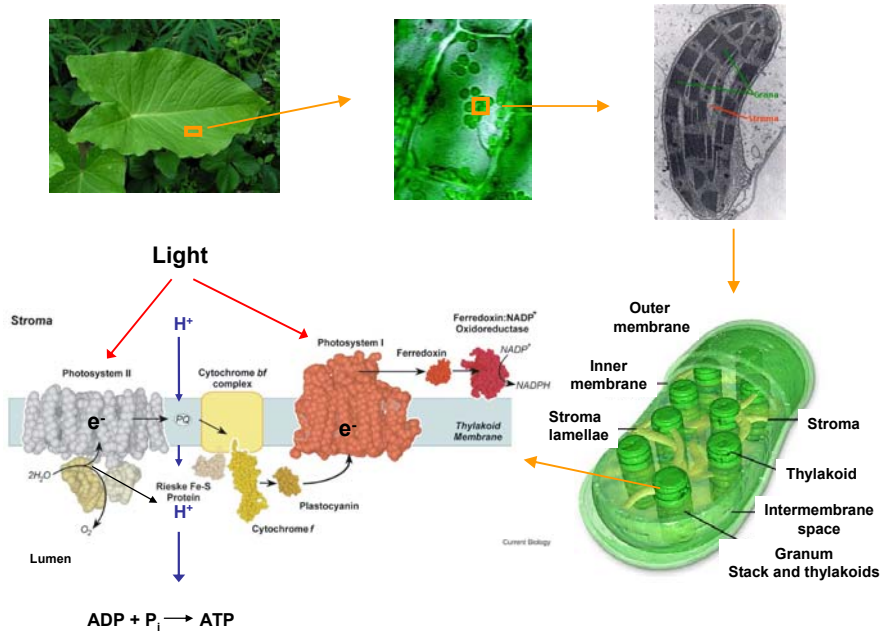 Grana
Stroma
Light
Stroma
H+
Ferredoxin:NADP+
Oxidoreductase
Photosystem I
Ferredoxin
NADP+
NADPH
Photosystem II
Cytochrome bf
complex
e-
PQ
e-
Thylakoid
Membrane
2H2O
Rieske Fe-S
Protein
H+
Plastocyanin
Cytochrome f
O2
Lumen
Current Biology
ADP + Pi → ATP
Outer
membrane
Inner
membrane
Stroma
lamellae
Stroma
Thylakoid
Intermembrane
space
Granum
Stack and thylakoids